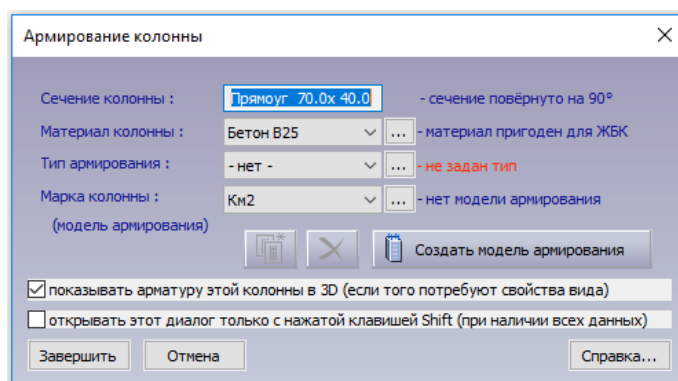 Армирование колонны
Сечение колонны : Прямоуг 70.0x 40.0 - сечение повёрнуто на 90°
Материал колонны : Бетон B25 ... - материал пригоден для ЖБК
Тип армирования : - нет - ... - не задан тип
Марка колонны : Км2 ... - нет модели армирования
(модель армирования)
Создать модель армирования
показывать арматуру этой колонны в 3D (если того потребуют свойства вида)
открывать этот диалог только с нажатой клавишей Shift (при наличии всех данных)
Завершить Отмена Справка...